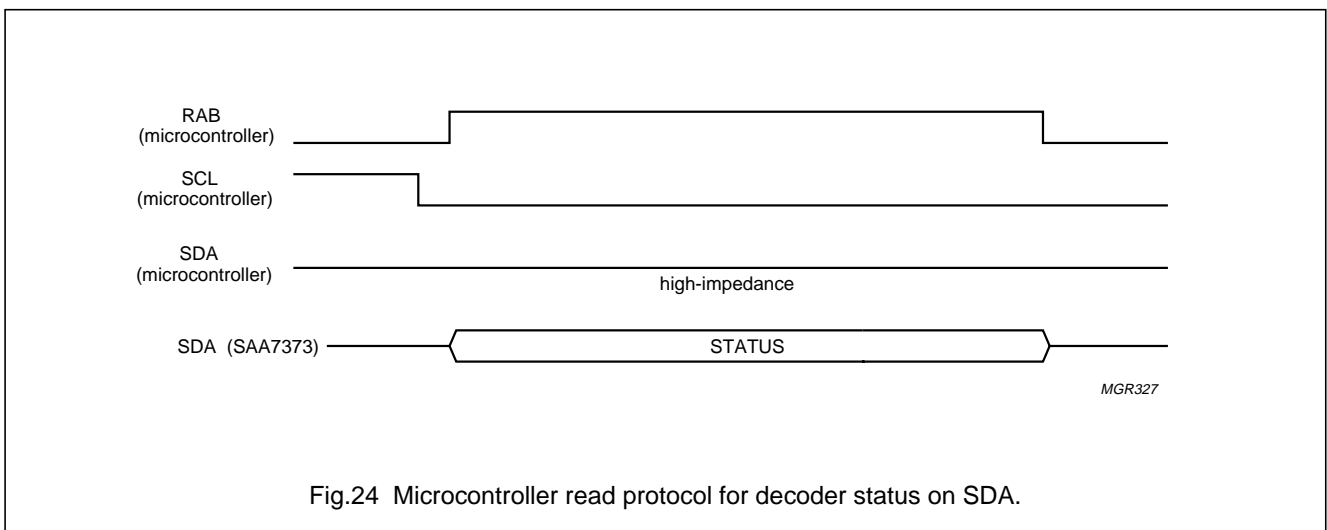 RAB
(microcontroller)
SCL
(microcontroller)
SDA
(microcontroller)
high-impedance
SDA (SAA7373)
STATUS
MGR327
Fig.24 Microcontroller read protocol for decoder status on SDA.